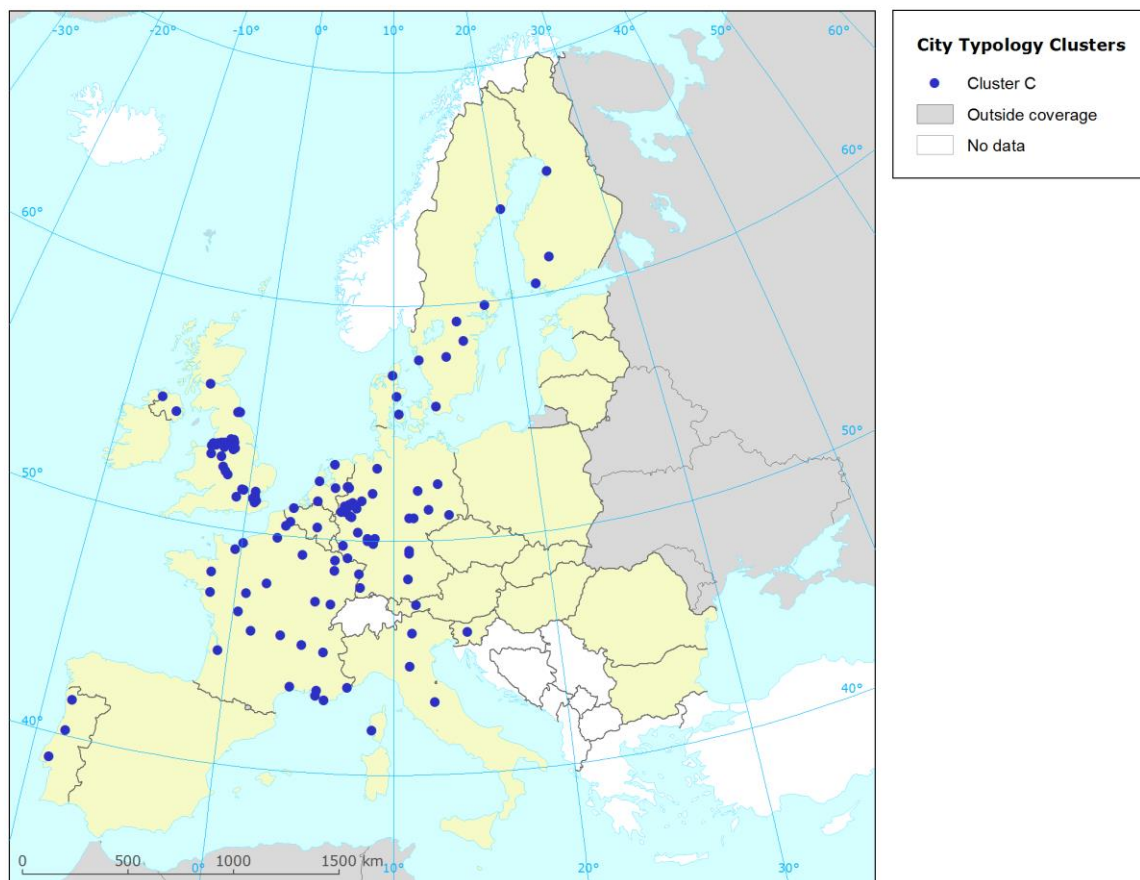 -30° -20° -10° 0° 10° 20° 30° 40° 50° 60°
City Typology Clusters
Cluster C
Outside coverage
No data
60°
60°
50°
50°
40°
40°
0 500 1000 1500 km
0° 10° 20° 30°